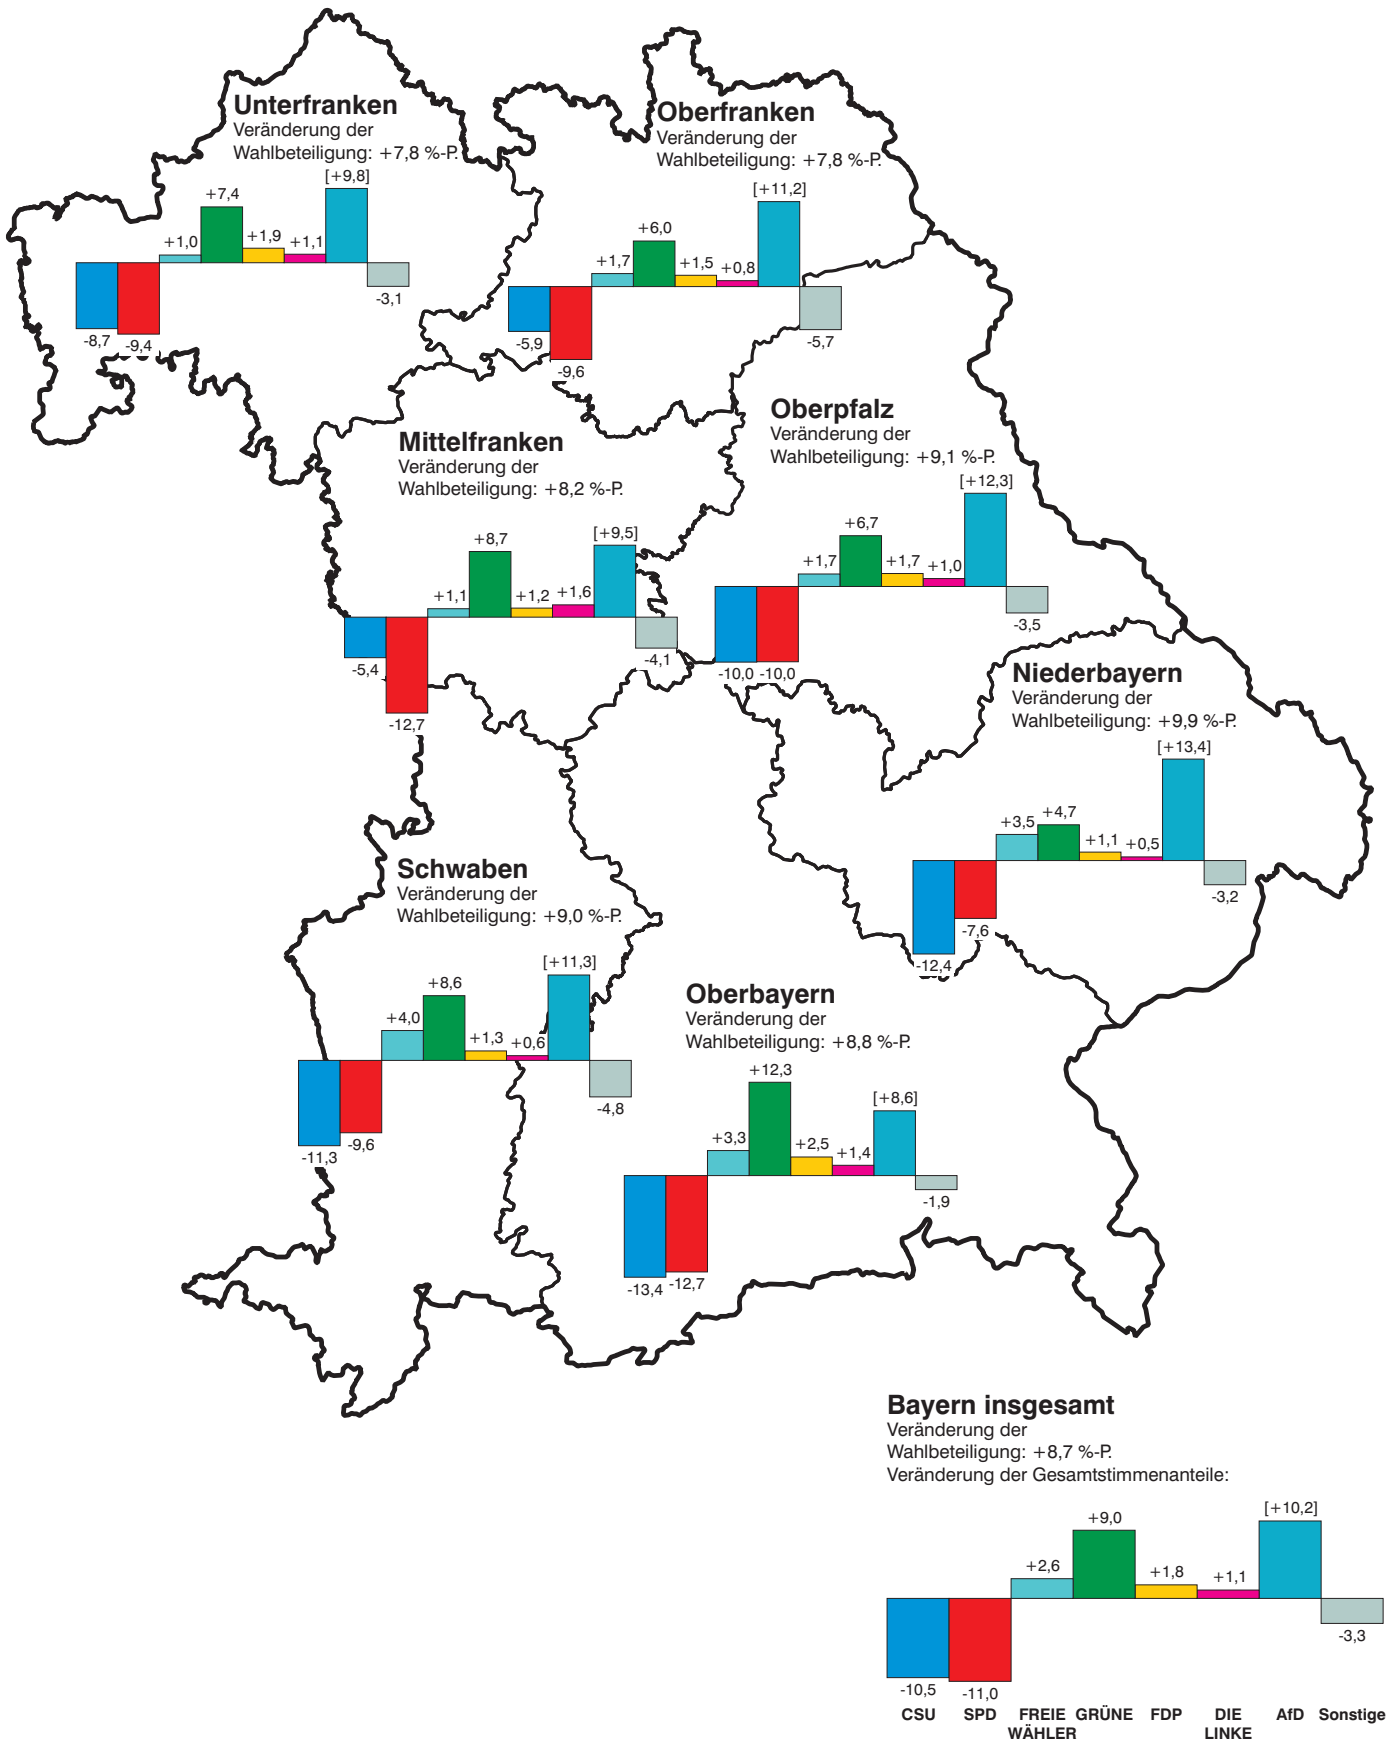 Unterfranken
Veränderung der
Wahlbeteiligung: +7,8 %-P.
[+9,8]
+7,4
+1,0
+1,9
+1,1
-3,1
-8,7
-9,4
Oberfranken
Veränderung der
Wahlbeteiligung: +7,8 %-P.
[+11,2]
+6,0
+1,7
+1,5
+0,8
-5,7
-5,9
-9,6
Mittelfranken
Veränderung der
Wahlbeteiligung: +8,2 %-P.
[+9,5]
+8,7
+1,1
+1,2
+1,6
-4,1
-5,4
-12,7
Oberpfalz
Veränderung der
Wahlbeteiligung: +9,1 %-P.
[+12,3]
+6,7
+1,7
+1,7
+1,0
-3,5
-10,0 -10,0
Niederbayern
Veränderung der
Wahlbeteiligung: +9,9 %-P.
[+13,4]
+3,5
+4,7
+1,1
+0,5
-3,2
-7,6
-12,4
Schwaben
Veränderung der
Wahlbeteiligung: +9,0 %-P.
[+11,3]
+8,6
+4,0
+1,3
+0,6
-4,8
-9,6
-11,3
Oberbayern
Veränderung der
Wahlbeteiligung: +8,8 %-P.
+12,3
[+8,6]
+3,3
+2,5
+1,4
-1,9
-13,4
-12,7
Bayern insgesamt
Veränderung der
Wahlbeteiligung: +8,7 %-P.
Veränderung der Gesamtstimmenanteile:
[+10,2]
+9,0
+2,6
+1,8
+1,1
-3,3
-10,5
-11,0
CSU SPD FREIE GRÜNE FDP DIE AfD Sonstige
WÄHLER LINKE